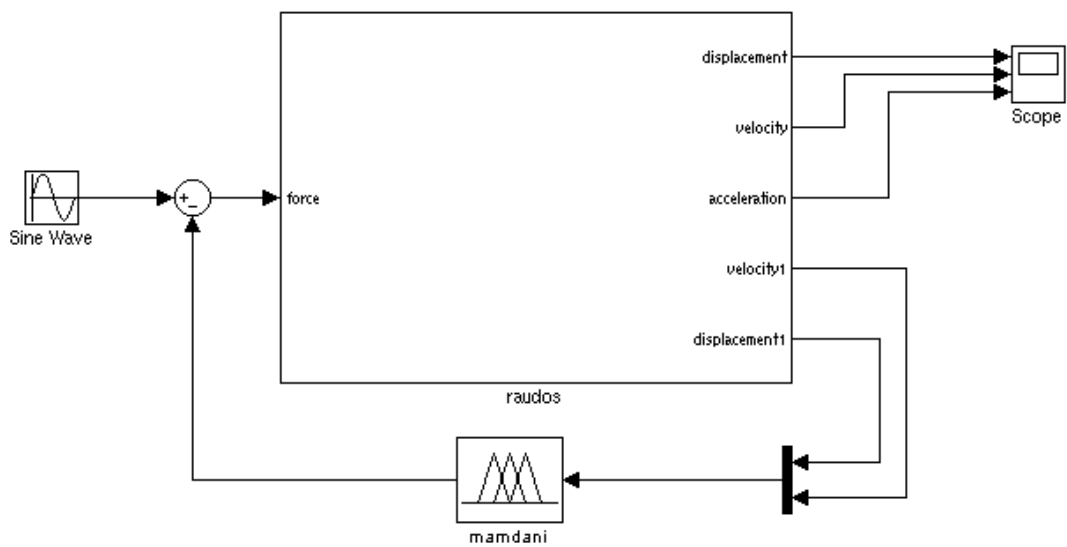 displacement
velocity
acceleration
velocity1
displacement1
force
Scope
Sine Wave
raudos
mamdani